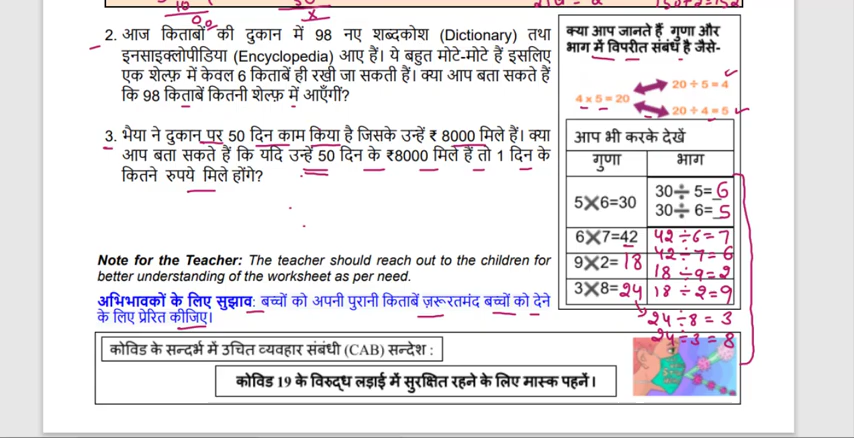 2. आज किताबों की दुकान में 98 नए शब्दकोश (Dictionary) तथा
इनसाइक्लोपीडिया (Encyclopedia) आए हैं। ये बहुत मोटे-मोटे हैं इसलिए
एक शेल्फ़ में केवल 6 किताबें ही रखी जा सकती हैं। क्या आप बता सकते हैं
कि 98 किताबें कितनी शेल्फ़ में आएँगीं?
3. भैया ने दुकान पर 50 दिन काम किया है जिसके उन्हें ₹ 8000 मिले हैं। क्या
आप बता सकते हैं कि यदि उन्हें 50 दिन के ₹8000 मिले हैं तो 1 दिन के
कितने रुपये मिले होंगे?
Note for the Teacher: The teacher should reach out to the children for
better understanding of the worksheet as per need.
अभिभावकों के लिए सुझाव: बच्चों को अपनी पुरानी किताबें ज़रूरतमंद बच्चों को देने
के लिए प्रेरित कीजिए।
क्या आप जानते हैं गुणा और
भाग में विपरीत संबंध है जैसे-
20 ÷ 5 = 4
4 x 5 = 20
20 ÷ 4 = 5
आप भी करके देखें
गुणा भाग
5✕6=30
30÷ 5= 6
30÷ 6= 5
6✕7=42 42÷6=7
42÷7=6
9✕2= 18 18÷9=2
3✕8= 24 18÷2=9
24÷8=3
24÷3=8
कोविड के सन्दर्भ में उचित व्यवहार संबंधी (CAB) सन्देश :
कोविड 19 के विरुद्ध लड़ाई में सुरक्षित रहने के लिए मास्क पहनें।